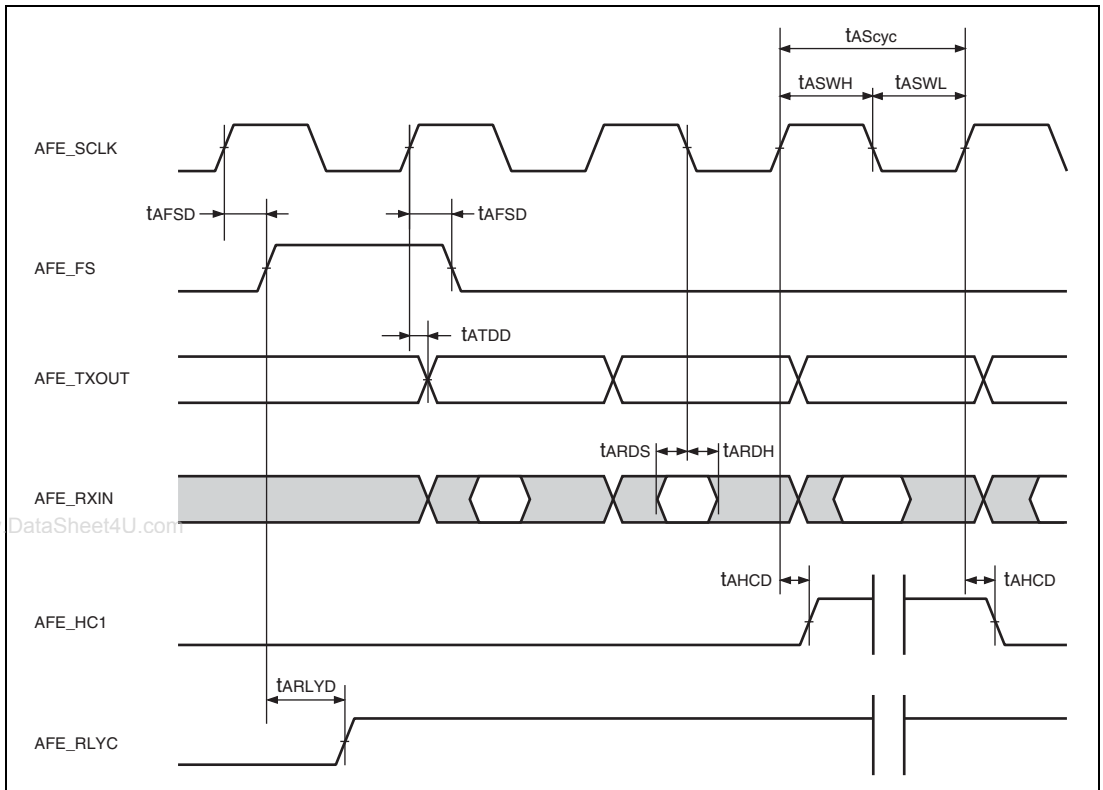 tAScyc
tASWH
tASWL
AFE_SCLK
tAFSD
tAFSD
AFE_FS
tATDD
AFE_TXOUT
tARDS
tARDH
AFE_RXIN
DataSheet4U.com
tAHCD
tAHCD
AFE_HC1
tARLYD
AFE_RLYC